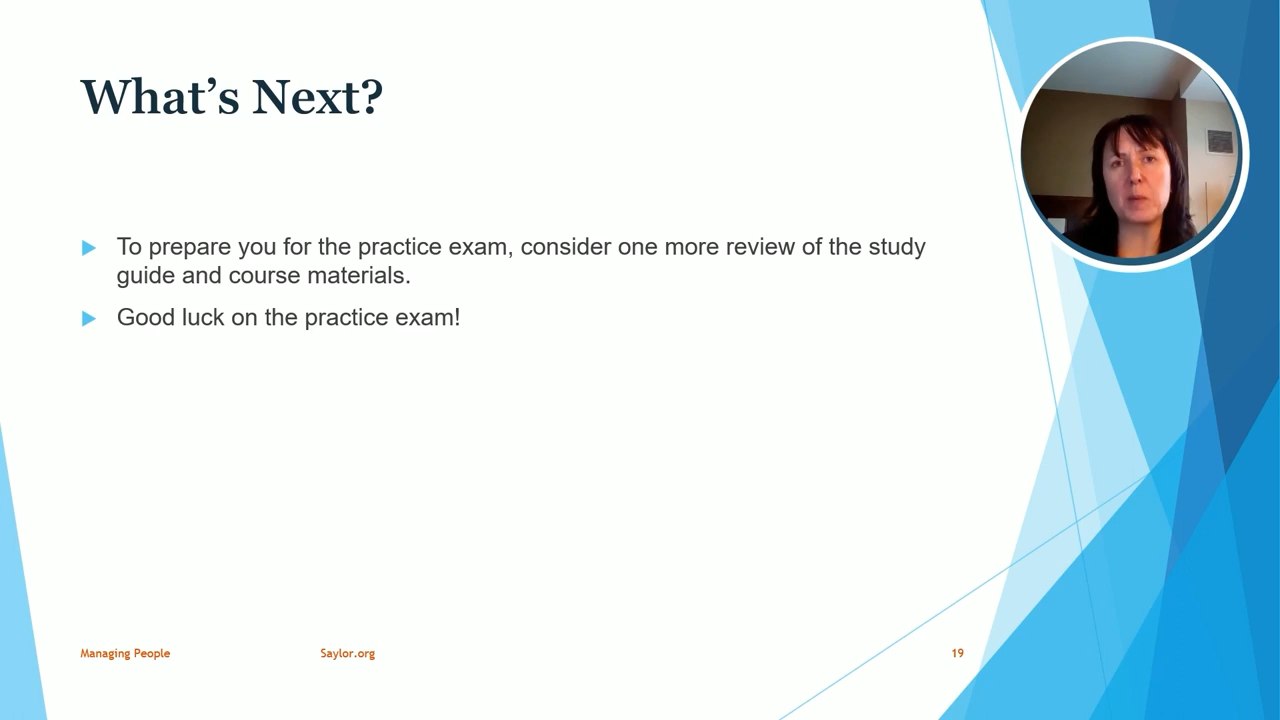 What’s Next?
To prepare you for the practice exam, consider one more review of the study
guide and course materials.
Good luck on the practice exam!
Managing People
Saylor.org
19